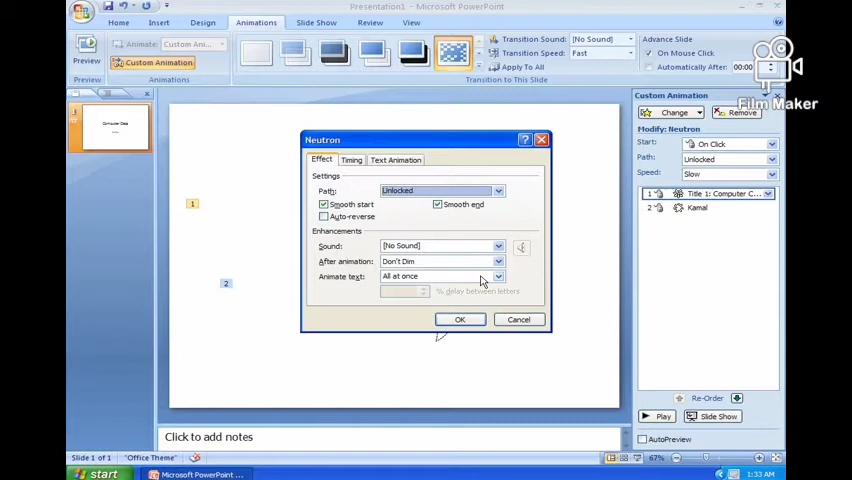 Presentation1 - Microsoft PowerPoint
Home Insert Design Animations Slide Show Review View
Preview
Animate: Custom Ani...
Custom Animation
Transition Sound: [No Sound]
Transition Speed: Fast
Apply To All
Advance Slide
On Mouse Click
Automatically After: 00:00
Preview Animations Transition To This Slide
Film Maker
Custom Animation
Change Remove
Modify: Neutron
Start: On Click
Path: Unlocked
Speed: Slow
1 Title 1: Computer C...
2 Kamal
1
Computer Data
1
2
Neutron
Effect Timing Text Animation
Settings
Path: Unlocked
Smooth start Smooth end
Auto-reverse
Enhancements
Sound: [No Sound]
After animation: Don't Dim
Animate text: All at once
% delay between letters
OK Cancel
Re-Order
Play Slide Show
AutoPreview
Click to add notes
Slide 1 of 1 "Office Theme" 67%
start Microsoft PowerPoint ... 1:33 AM